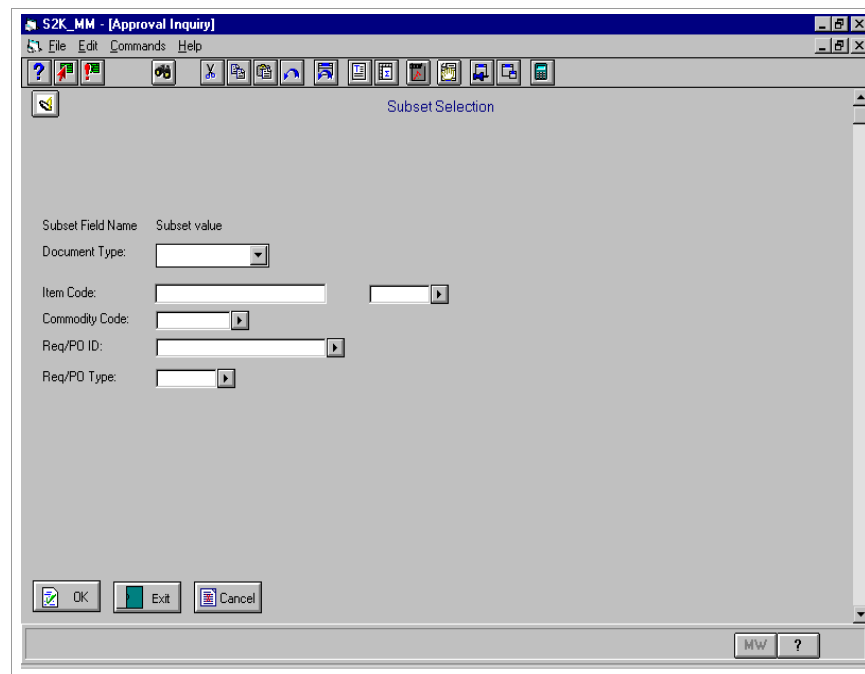 S2K_MM - [Approval Inquiry]
File Edit Commands Help
Subset Selection
Subset Field Name Subset value
Document Type:
Item Code:
Commodity Code:
Req/PO ID:
Req/PO Type:
OK Exit Cancel
MW ?